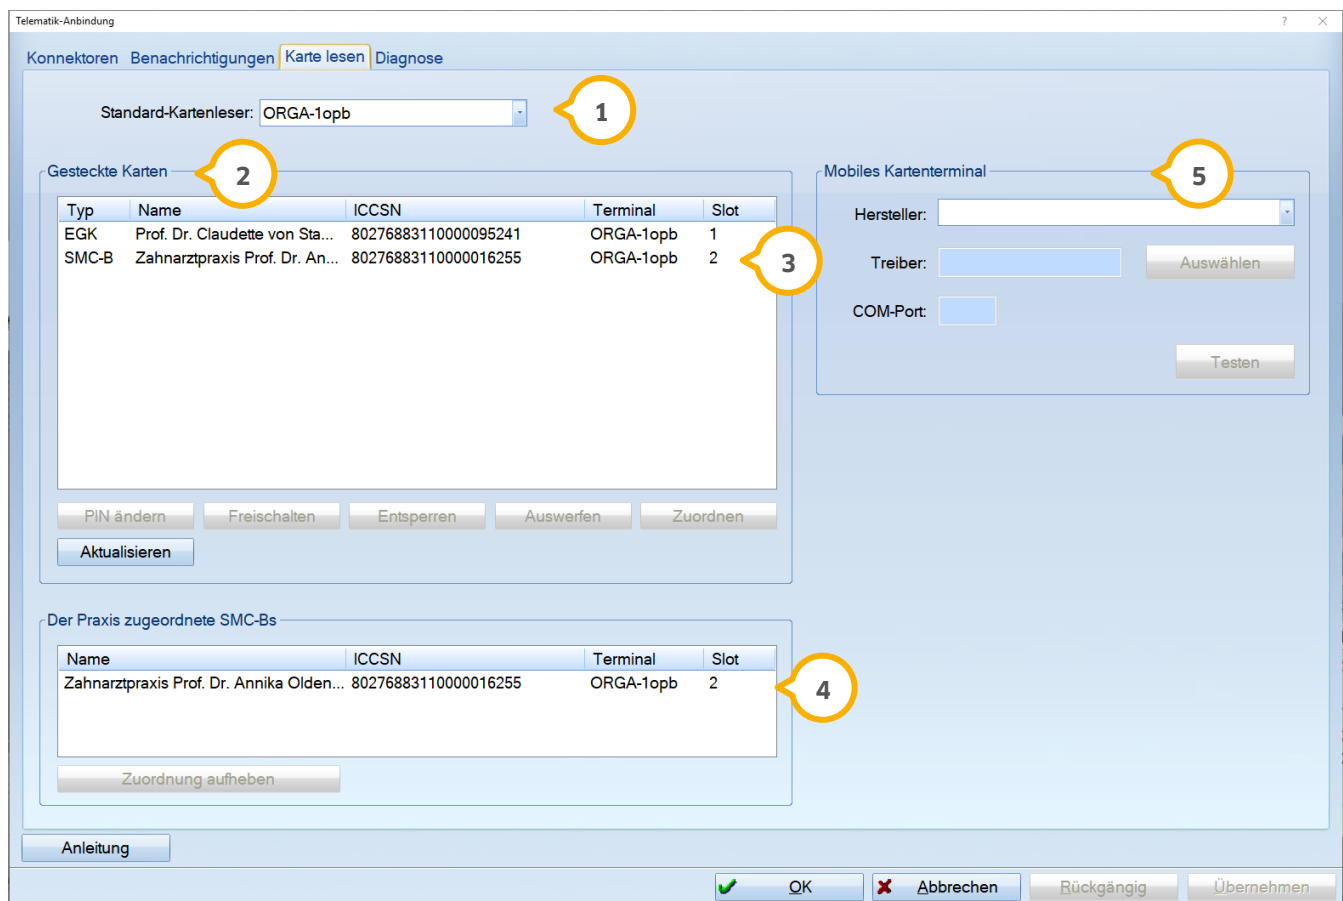 Telematik-Anbindung ? ×
Konnektoren Benachrichtigungen Karte lesen Diagnose
Standard-Kartenleser: ORGA-1opb 1
Gesteckte Karten 2
Typ Name ICCSN Terminal Slot
EGK Prof. Dr. Claudette von Sta... 80276883110000095241 ORGA-1opb 1
SMC-B Zahnarztpraxis Prof. Dr. An... 80276883110000016255 ORGA-1opb 2 3
PIN ändern Freischalten Entsperren Auswerfen Zuordnen
Aktualisieren
Mobiles Kartenterminal 5
Hersteller:
Treiber: Auswählen
COM-Port:
Testen
Der Praxis zugeordnete SMC-Bs
Name ICCSN Terminal Slot
Zahnarztpraxis Prof. Dr. Annika Olden... 80276883110000016255 ORGA-1opb 2 4
Zuordnung aufheben
Anleitung
OK Abbrechen Rückgängig Übernehmen